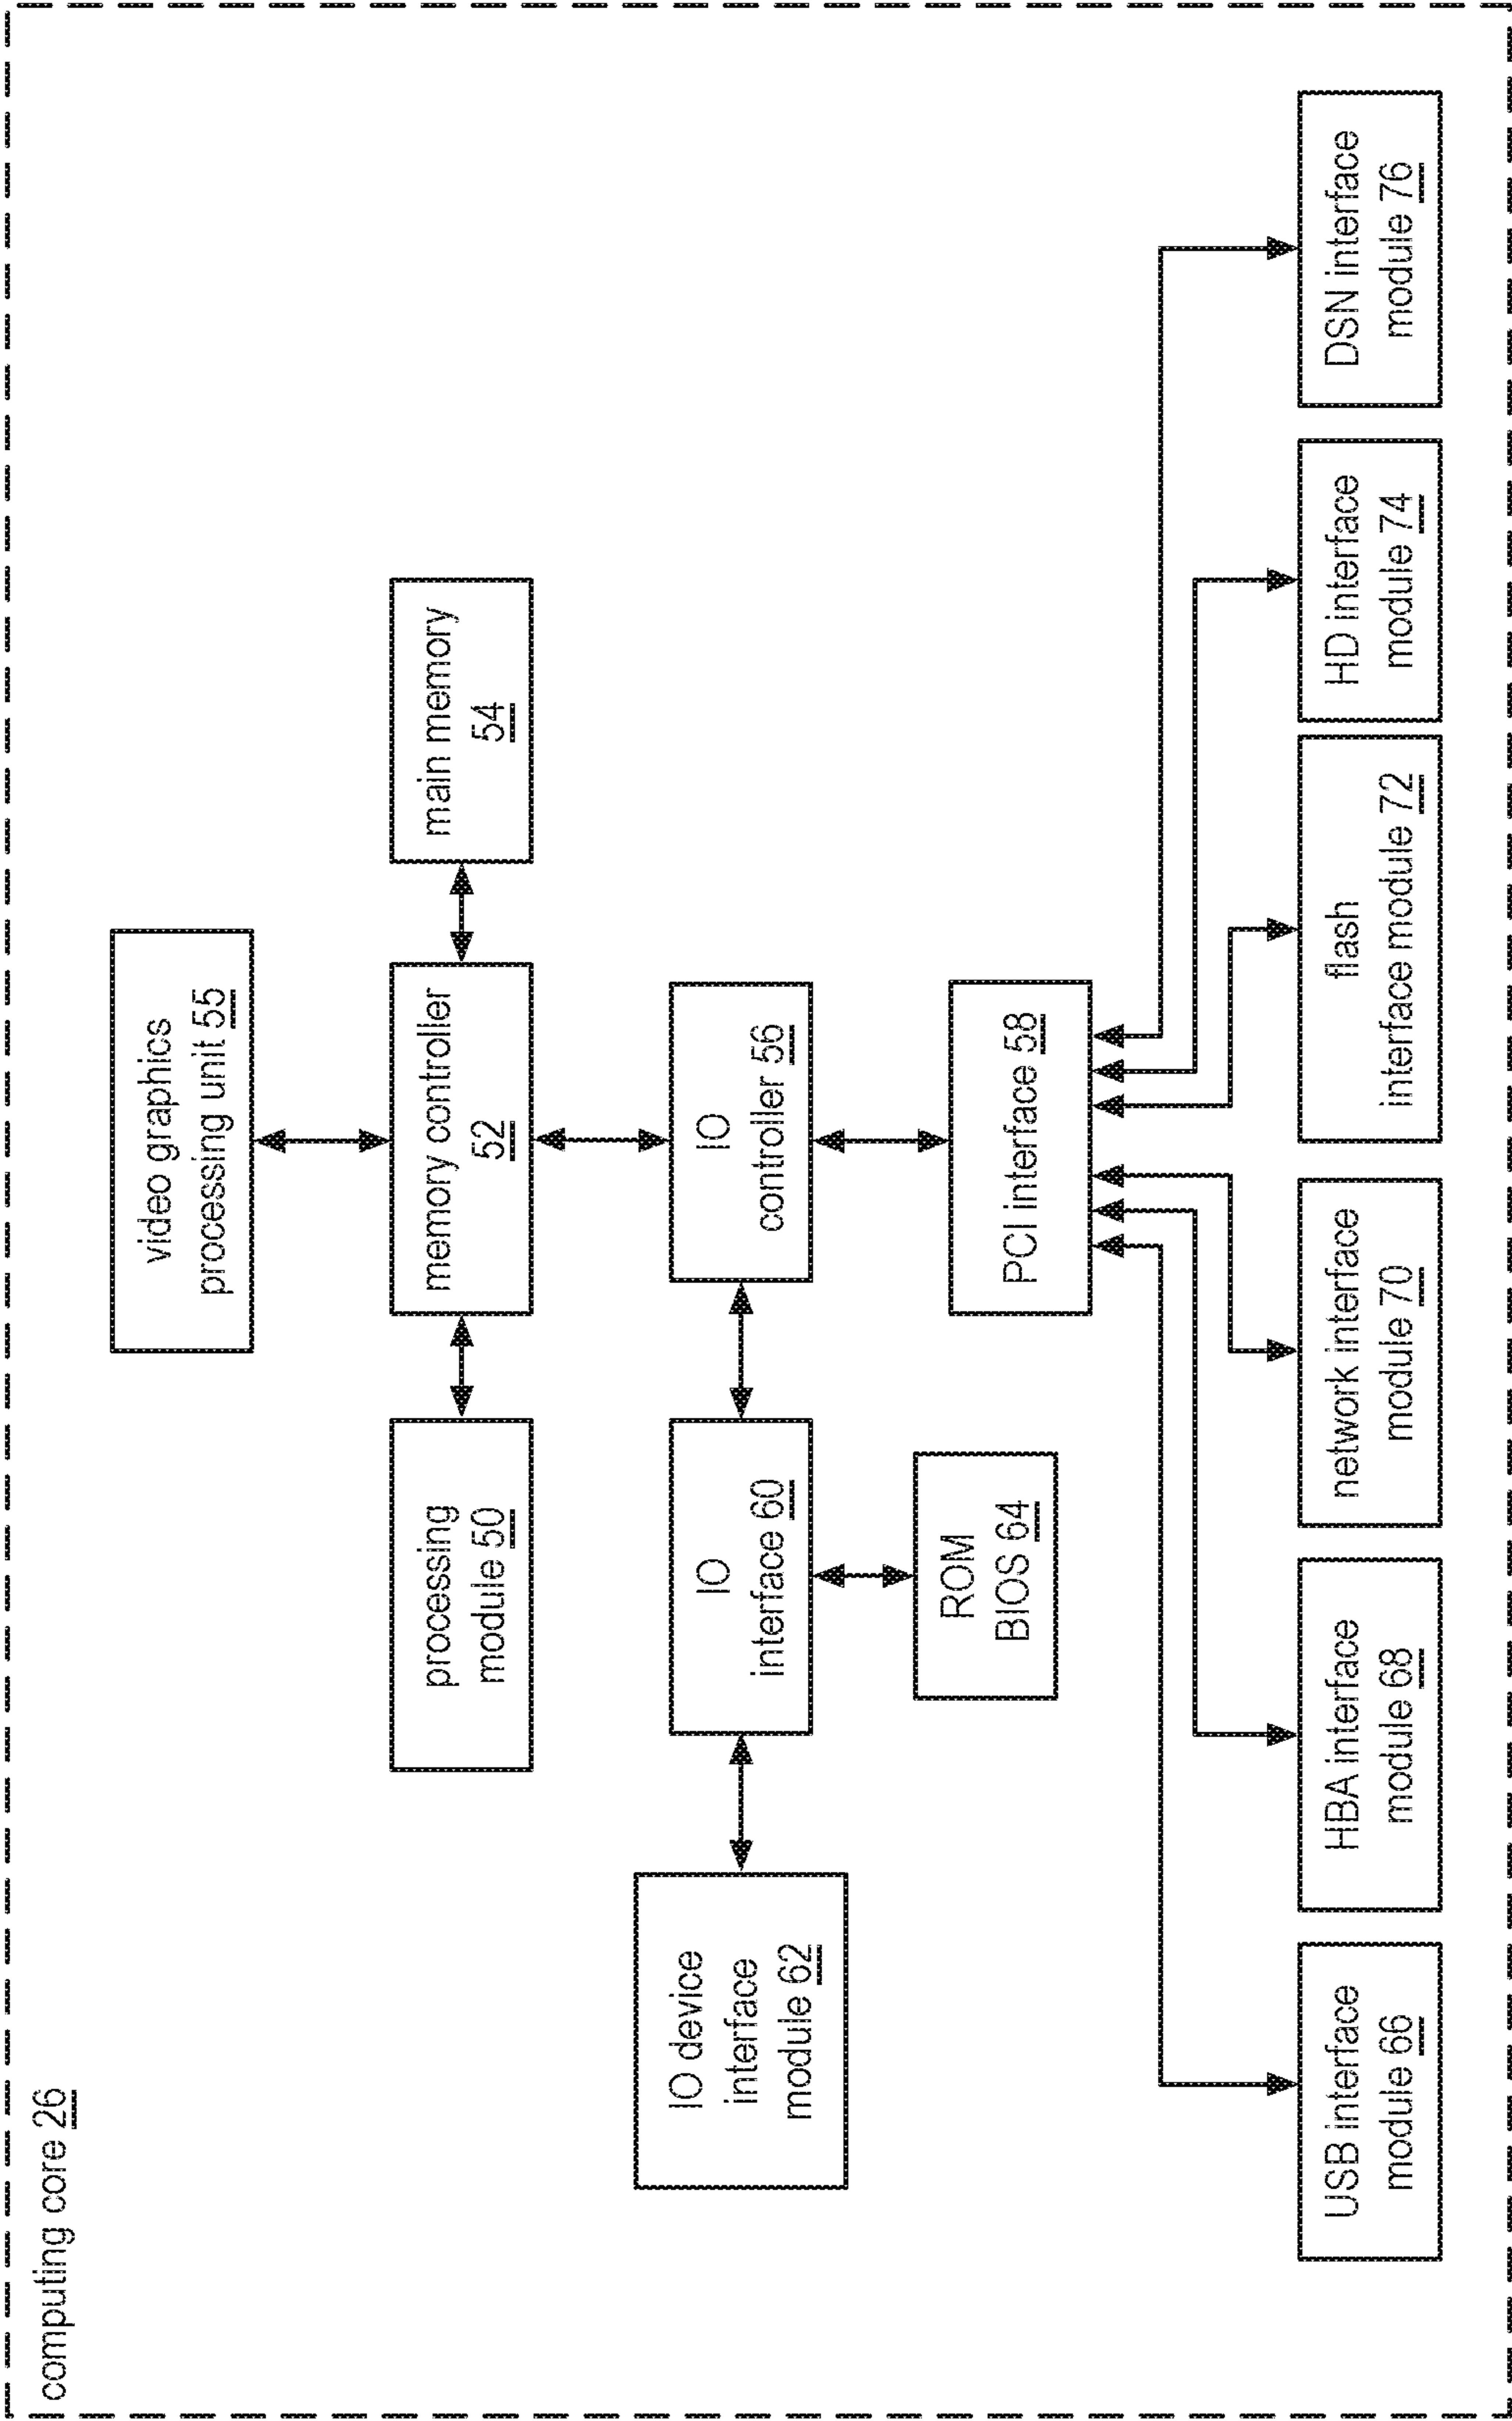 computing core 26
video graphics
processing unit 55
processing
module 50
memory controller
52
main memory
54
IO device
interface
module 62
IO
interface 60
IO
controller 56
ROM
BIOS 64
PCI interface 58
USB interface
module 66
HBA interface
module 68
network interface
module 70
flash
interface module 72
HD interface
module 74
DSN interface
module 76